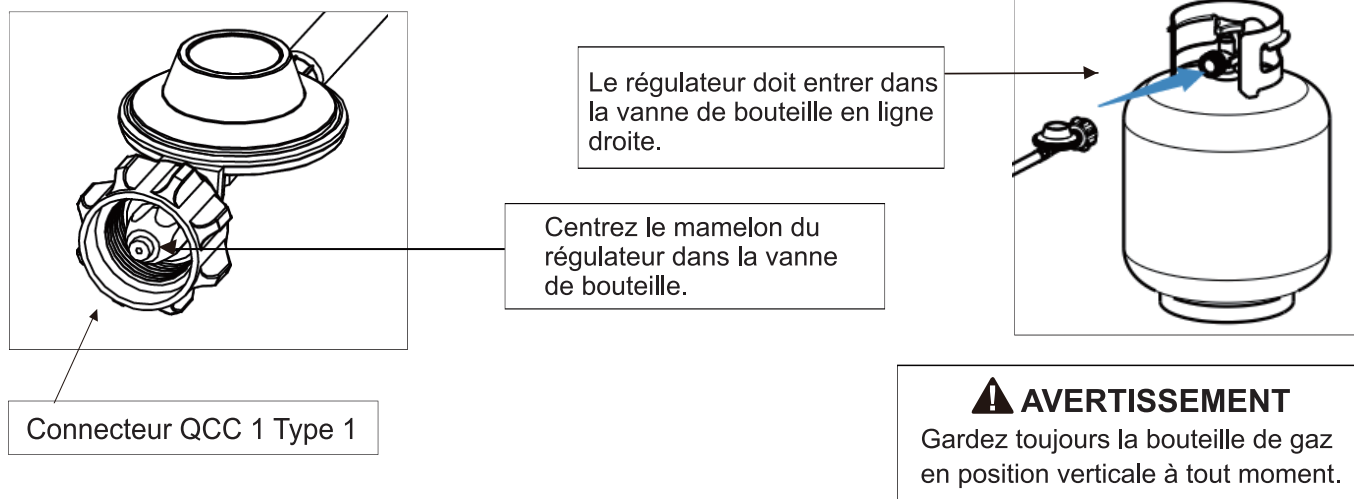 Le régulateur doit entrer dans
la vanne de bouteille en ligne
droite.
Centrez le mamelon du
régulateur dans la vanne
de bouteille.
Connecteur QCC 1 Type 1
AVERTISSEMENT
Gardez toujours la bouteille de gaz
en position verticale à tout moment.